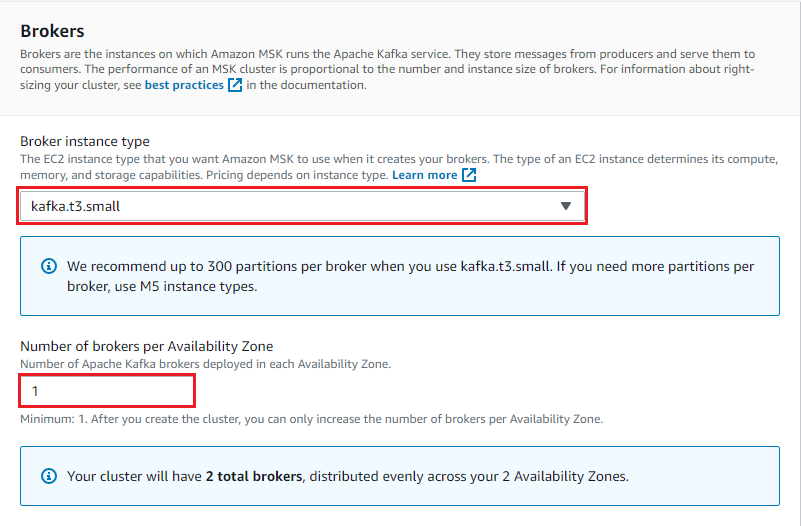 Brokers
Brokers are the instances on which Amazon MSK runs the Apache Kafka service. They store messages from producers and serve them to
consumers. The performance of an MSK cluster is proportional to the number and instance size of brokers. For information about right-
sizing your cluster, see best practices in the documentation.
Broker instance type
The EC2 instance type that you want Amazon MSK to use when it creates your brokers. The type of an EC2 instance determines its compute,
memory, and storage capabilities. Pricing depends on instance type. Learn more
kafka.t3.small
We recommend up to 300 partitions per broker when you use kafka.t3.small. If you need more partitions per
broker, use M5 instance types.
Number of brokers per Availability Zone
Number of Apache Kafka brokers deployed in each Availability Zone.
1
Minimum: 1. After you create the cluster, you can only increase the number of brokers per Availability Zone.
Your cluster will have 2 total brokers, distributed evenly across your 2 Availability Zones.